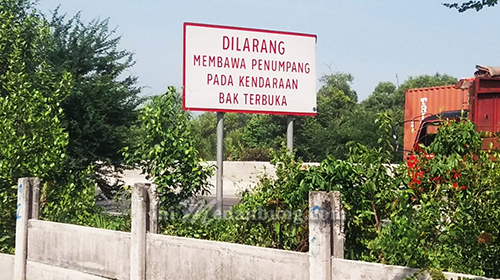 DILARANG
MEMBAWA PENUMPANG
PADA KENDARAAN
BAK TERBUKA